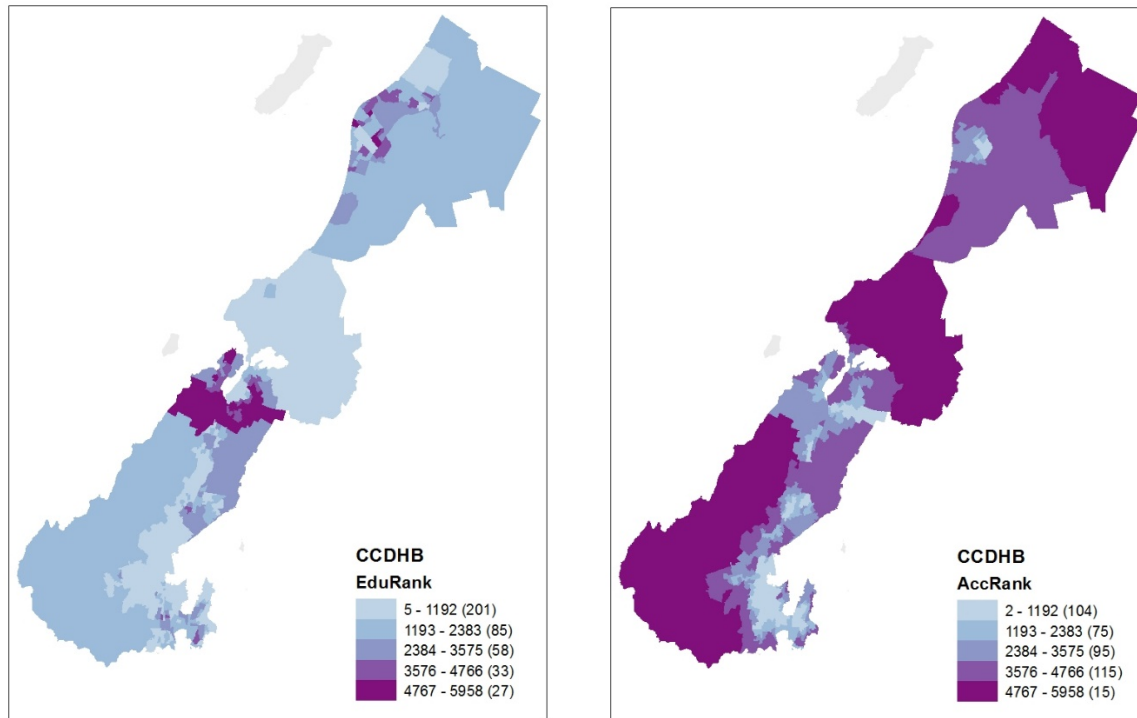 CCDHB
EduRank
5 - 1192 (201)
1193 - 2383 (85)
2384 - 3575 (58)
3576 - 4766 (33)
4767 - 5958 (27)
CCDHB
AccRank
2 - 1192 (104)
1193 - 2383 (75)
2384 - 3575 (95)
3576 - 4766 (115)
4767 - 5958 (15)